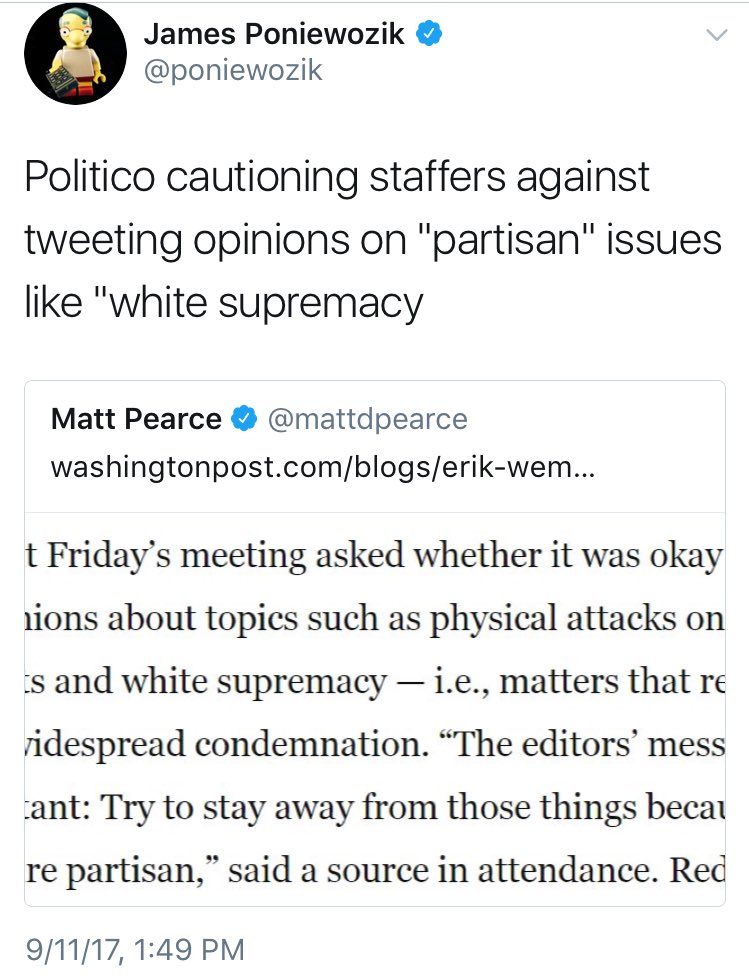 James Poniewozik
@poniewozik
Politico cautioning staffers against
tweeting opinions on "partisan" issues
like "white supremacy
Matt Pearce @mattdpearce
washingtonpost.com/blogs/erik-wem...
t Friday’s meeting asked whether it was okay
nions about topics such as physical attacks on
ts and white supremacy — i.e., matters that re
videspread condemnation. “The editors’ mess
tant: Try to stay away from those things becau
re partisan,” said a source in attendance. Red
9/11/17, 1:49 PM